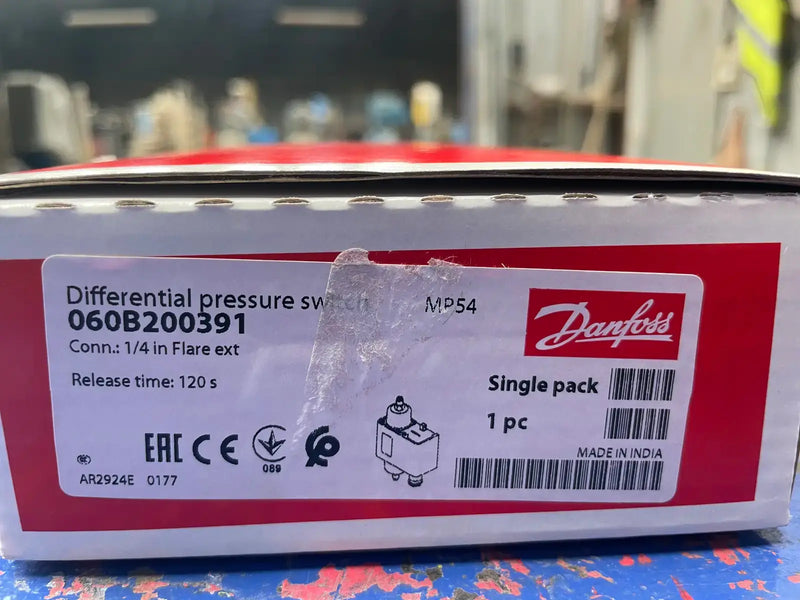 Differential pressure switch MP54
060B200391
Conn.: 1/4 in Flare ext
Release time: 120 s
Danfoss
Single pack
1 pc
EAC CE
089
MADE IN INDIA
AR2924E 0177